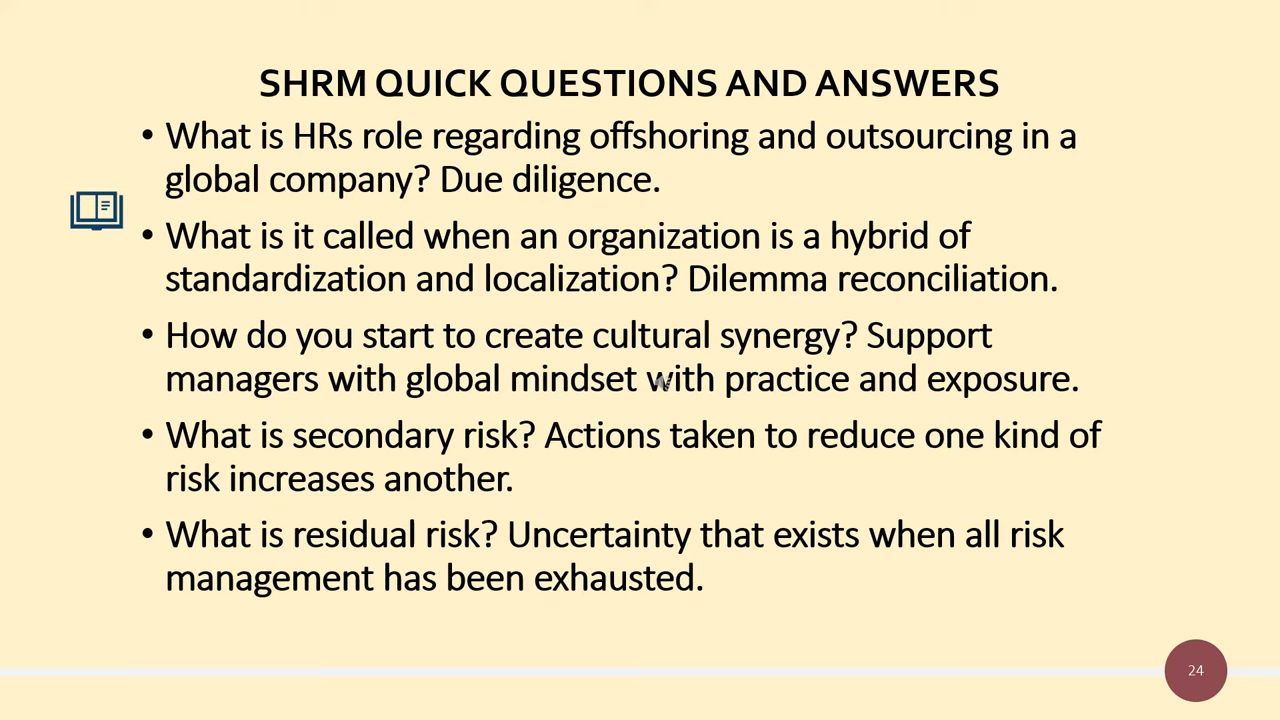 SHRM QUICK QUESTIONS AND ANSWERS
• What is HRs role regarding offshoring and outsourcing in a
global company? Due diligence.
• What is it called when an organization is a hybrid of
standardization and localization? Dilemma reconciliation.
• How do you start to create cultural synergy? Support
managers with global mindset with practice and exposure.
• What is secondary risk? Actions taken to reduce one kind of
risk increases another.
• What is residual risk? Uncertainty that exists when all risk
management has been exhausted.
24